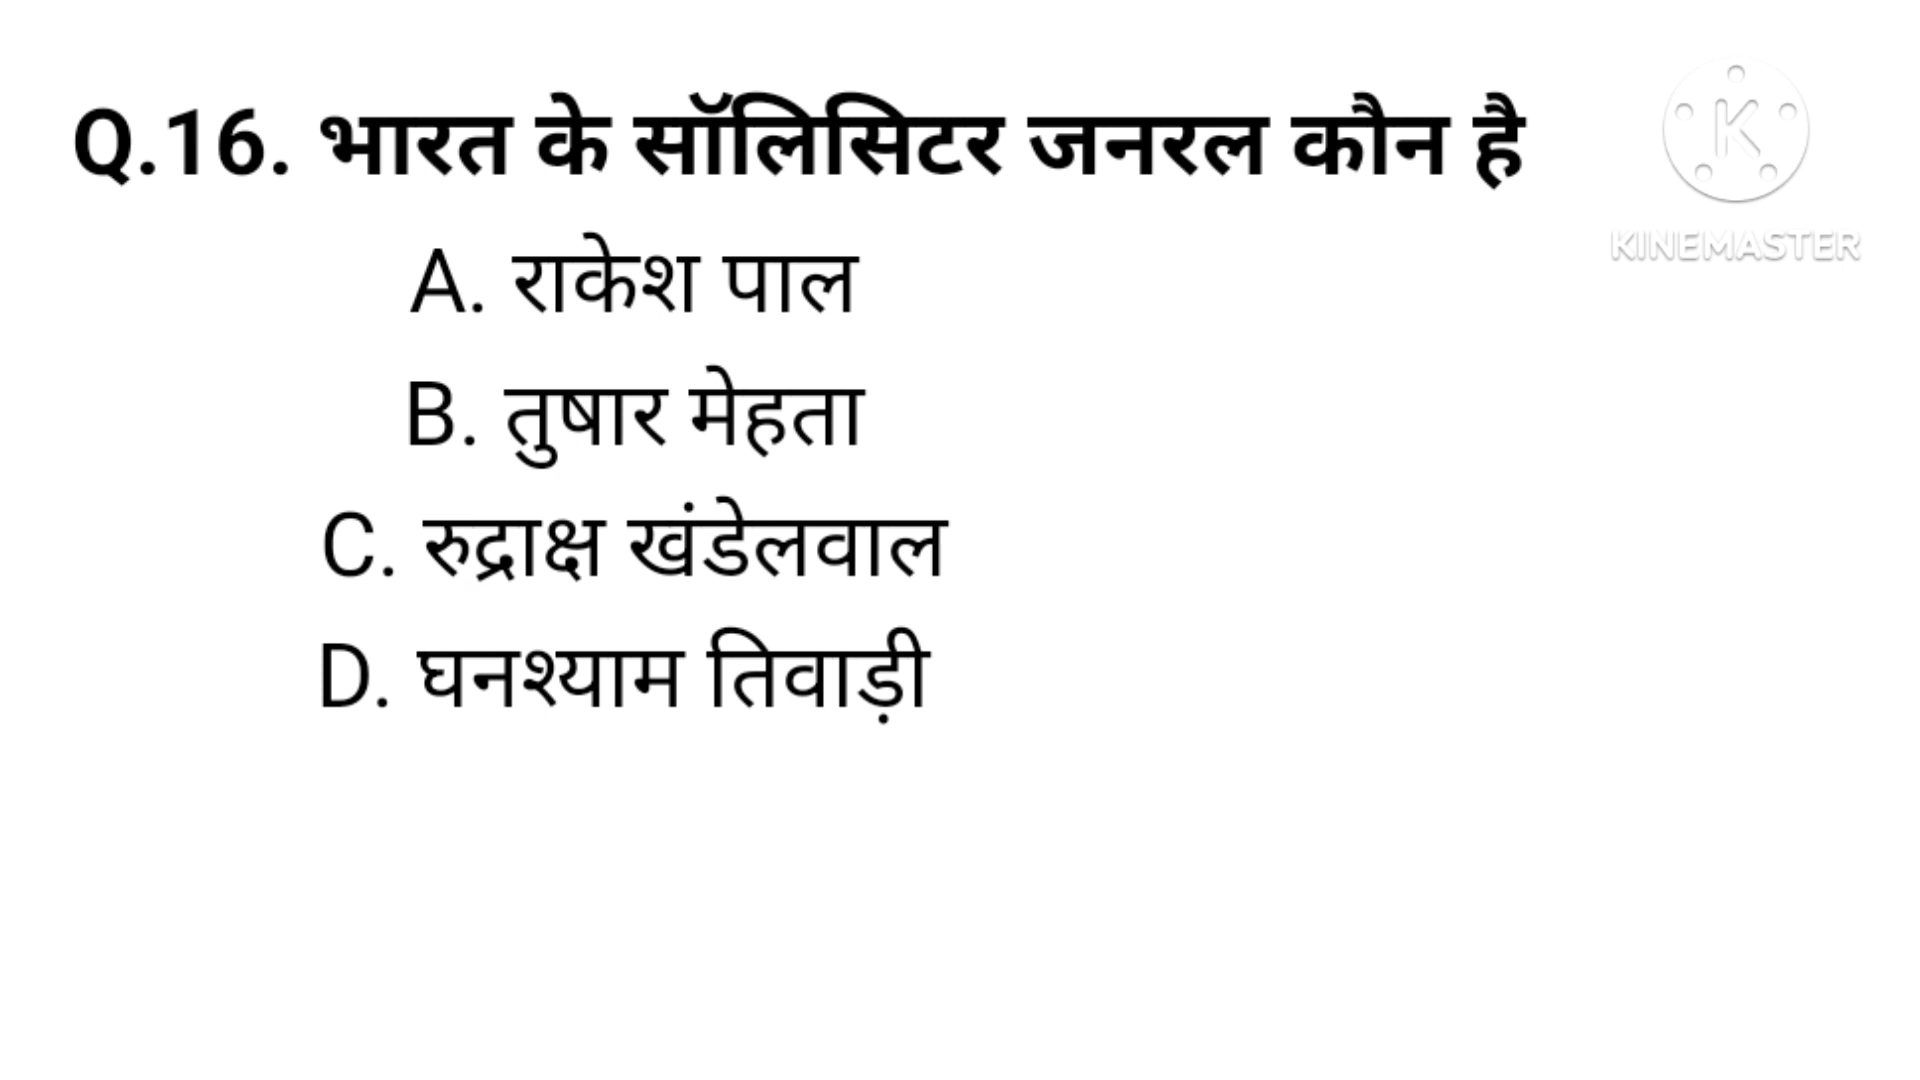 Q.16. भारत के सॉलिसिटर जनरल कौन है
A. राकेश पाल
B. तुषार मेहता
C. रुद्राक्ष खंडेलवाल
D. घनश्याम तिवाड़ी
K
KINEMASTER